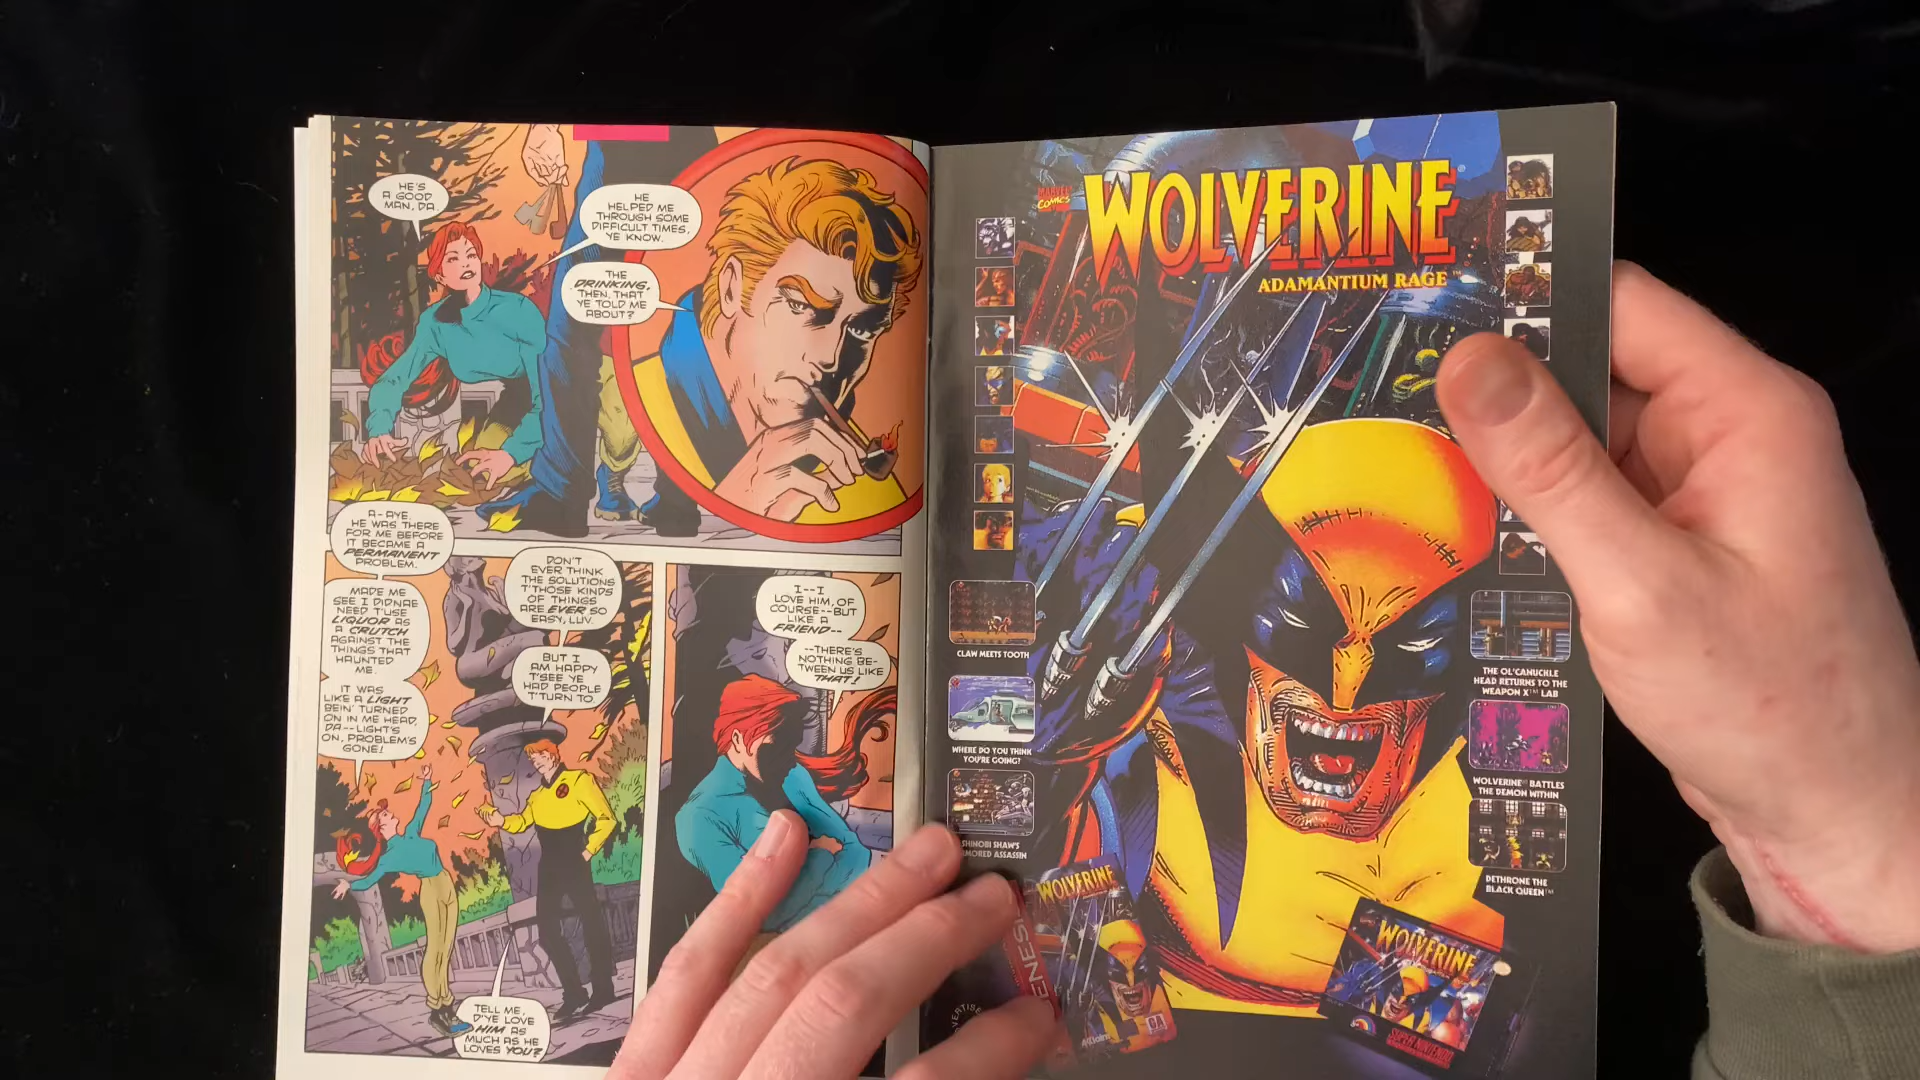 HE'S
A GOOD
MAN, DA.
HE
HELPED ME
THROUGH SOME
DIFFICULT TIMES,
YE KNOW.
THE
DRINKING,
THEN, THAT
YE TOLD ME
ABOUT?
A-AYE.
HE WAS THERE
FOR ME BEFORE
IT BECAME A
PERMANENT
PROBLEM.
MADE ME
SEE I DIDNAE
NEED T'USE
LIQUOR AS
A CRUTCH
AGAINST THE
THINGS THAT
HAUNTED
ME.
IT WAS
LIKE A LIGHT
BEIN' TURNED
ON IN ME HEAD,
DA--LIGHT'S
ON, PROBLEM'S
GONE!
DON'T
EVER THINK
THE SOLUTIONS
T'THOSE KINDS
OF THINGS
ARE EVER SO
EASY, LUV.
BUT I
AM HAPPY
T'SEE YE
HAD PEOPLE
T'TURN TO.
TELL ME,
D'YE LOVE
HIM AS
MUCH AS HE
LOVES YOU?
I--I
LOVE HIM, OF
COURSE--BUT
LIKE A
FRIEND--
--THERE'S
NOTHING BE-
TWEEN US LIKE
THAT!
MARVEL
COMICS
WOLVERINE
ADAMANTIUM RAGE™
CLAW MEETS TOOTH
WHERE DO YOU THINK
YOU'RE GOING?
SHINOBI SHAW'S
ASSASSIN
THE OL' CANUCKLE
HEAD RETURNS TO THE
WEAPON X™ LAB
WOLVERINE® BATTLES
THE DEMON WITHIN
DETHRONE THE
BLACK QUEEN™
WOLVERINE
GA
WOLVERINE
SUPER NINTENDO